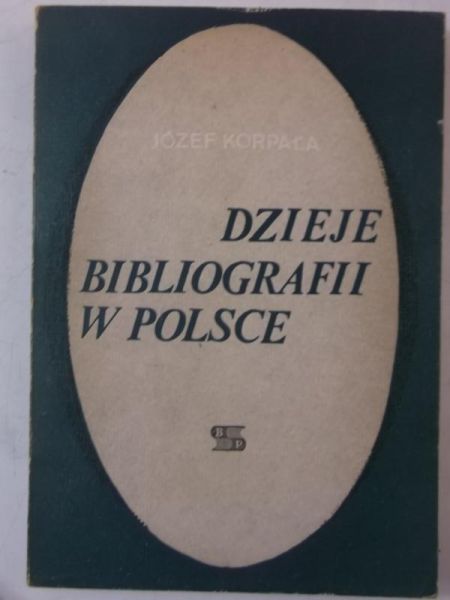 JÓZEF KORPAŁA
DZIEJE
BIBLIOGRAFII
W POLSCE
B
P